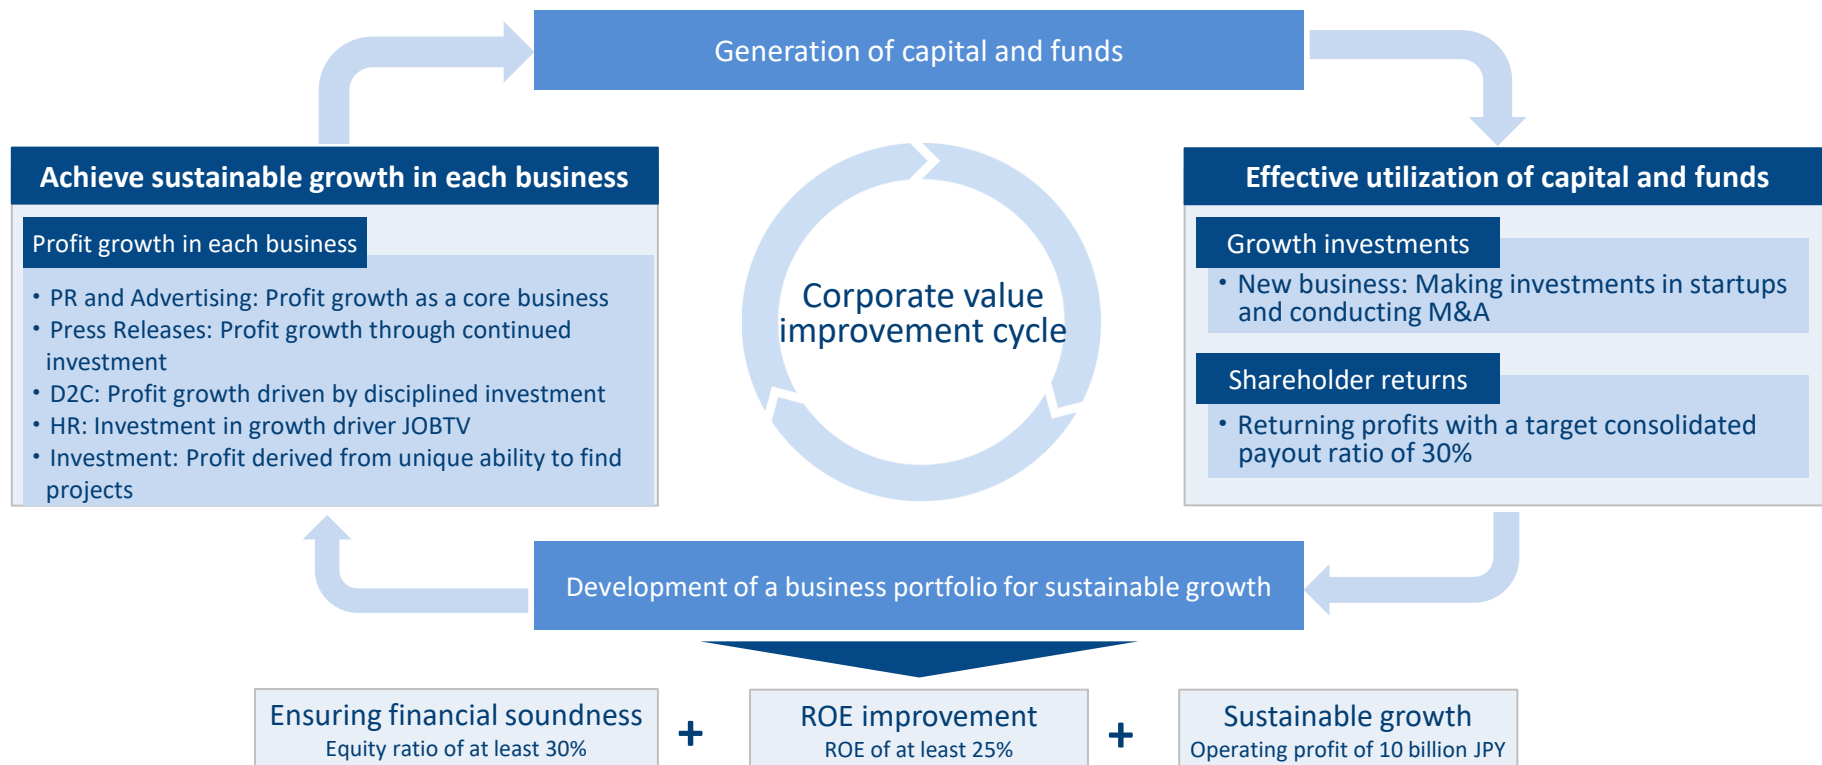 Generation of capital and funds
Achieve sustainable growth in each business
Profit growth in each business
• PR and Advertising: Profit growth as a core business
• Press Releases: Profit growth through continued
investment
• D2C: Profit growth driven by disciplined investment
• HR: Investment in growth driver JOBTV
• Investment: Profit derived from unique ability to find
projects
Corporate value
improvement cycle
Effective utilization of capital and funds
Growth investments
• New business: Making investments in startups
and conducting M&A
Shareholder returns
• Returning profits with a target consolidated
payout ratio of 30%
Development of a business portfolio for sustainable growth
Ensuring financial soundness
Equity ratio of at least 30%
+
ROE improvement
ROE of at least 25%
+
Sustainable growth
Operating profit of 10 billion JPY